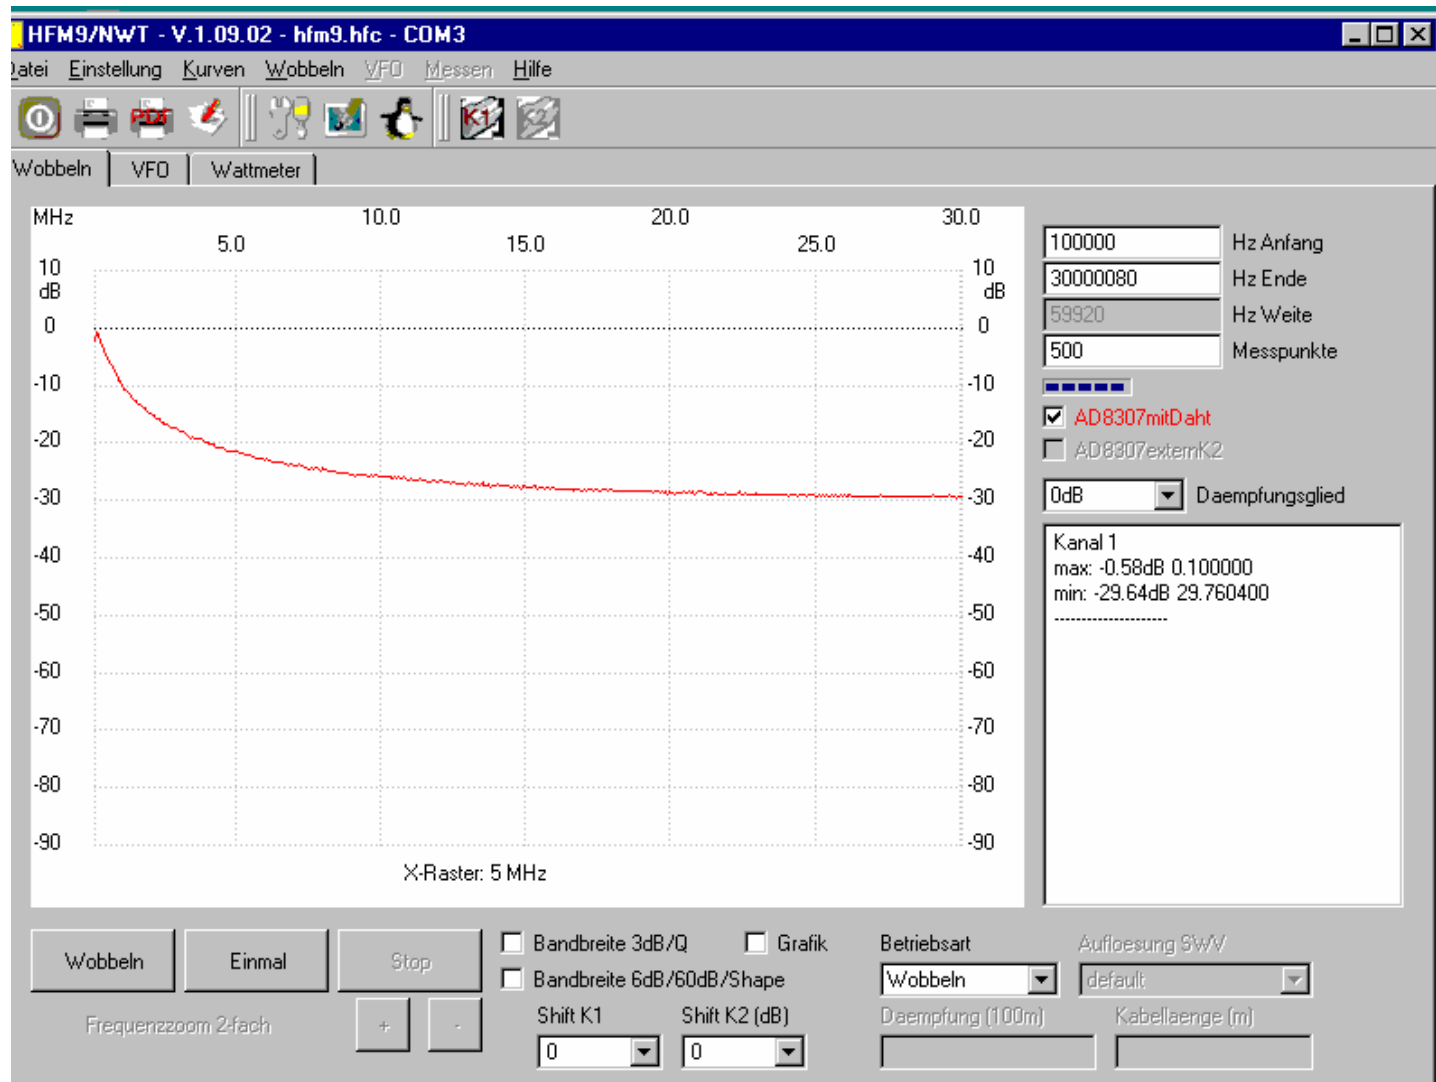 HFM9/NWT - V.1.09.02 - hfm9.hfc - COM3
Datei Einstellung Kurven Wobbeln VFO Messen Hilfe
PDF K1 K2
Wobbeln VFO Wattmeter
MHz 10.0 20.0 30.0
5.0 15.0 25.0
10 10
dB dB
0 0
-10 -10
-20 -20
-30 -30
-40 -40
-50 -50
-60 -60
-70 -70
-80 -80
-90 -90
X-Raster: 5 MHz
100000 Hz Anfang
30000080 Hz Ende
59920 Hz Weite
500 Messpunkte
AD8307mitDaht
AD8307externK2
0dB Daempfungsglied
Kanal 1
max: -0.58dB 0.100000
min: -29.64dB 29.760400
---------------------
Wobbeln Einmal Stop
Frequenzzoom 2-fach + -
Bandbreite 3dB/Q Grafik
Bandbreite 6dB/60dB/Shape
Shift K1 Shift K2 (dB)
0 0
Betriebsart Aufloesung SWV
Wobbeln default
Daempfung (100m) Kabellaenge (m)